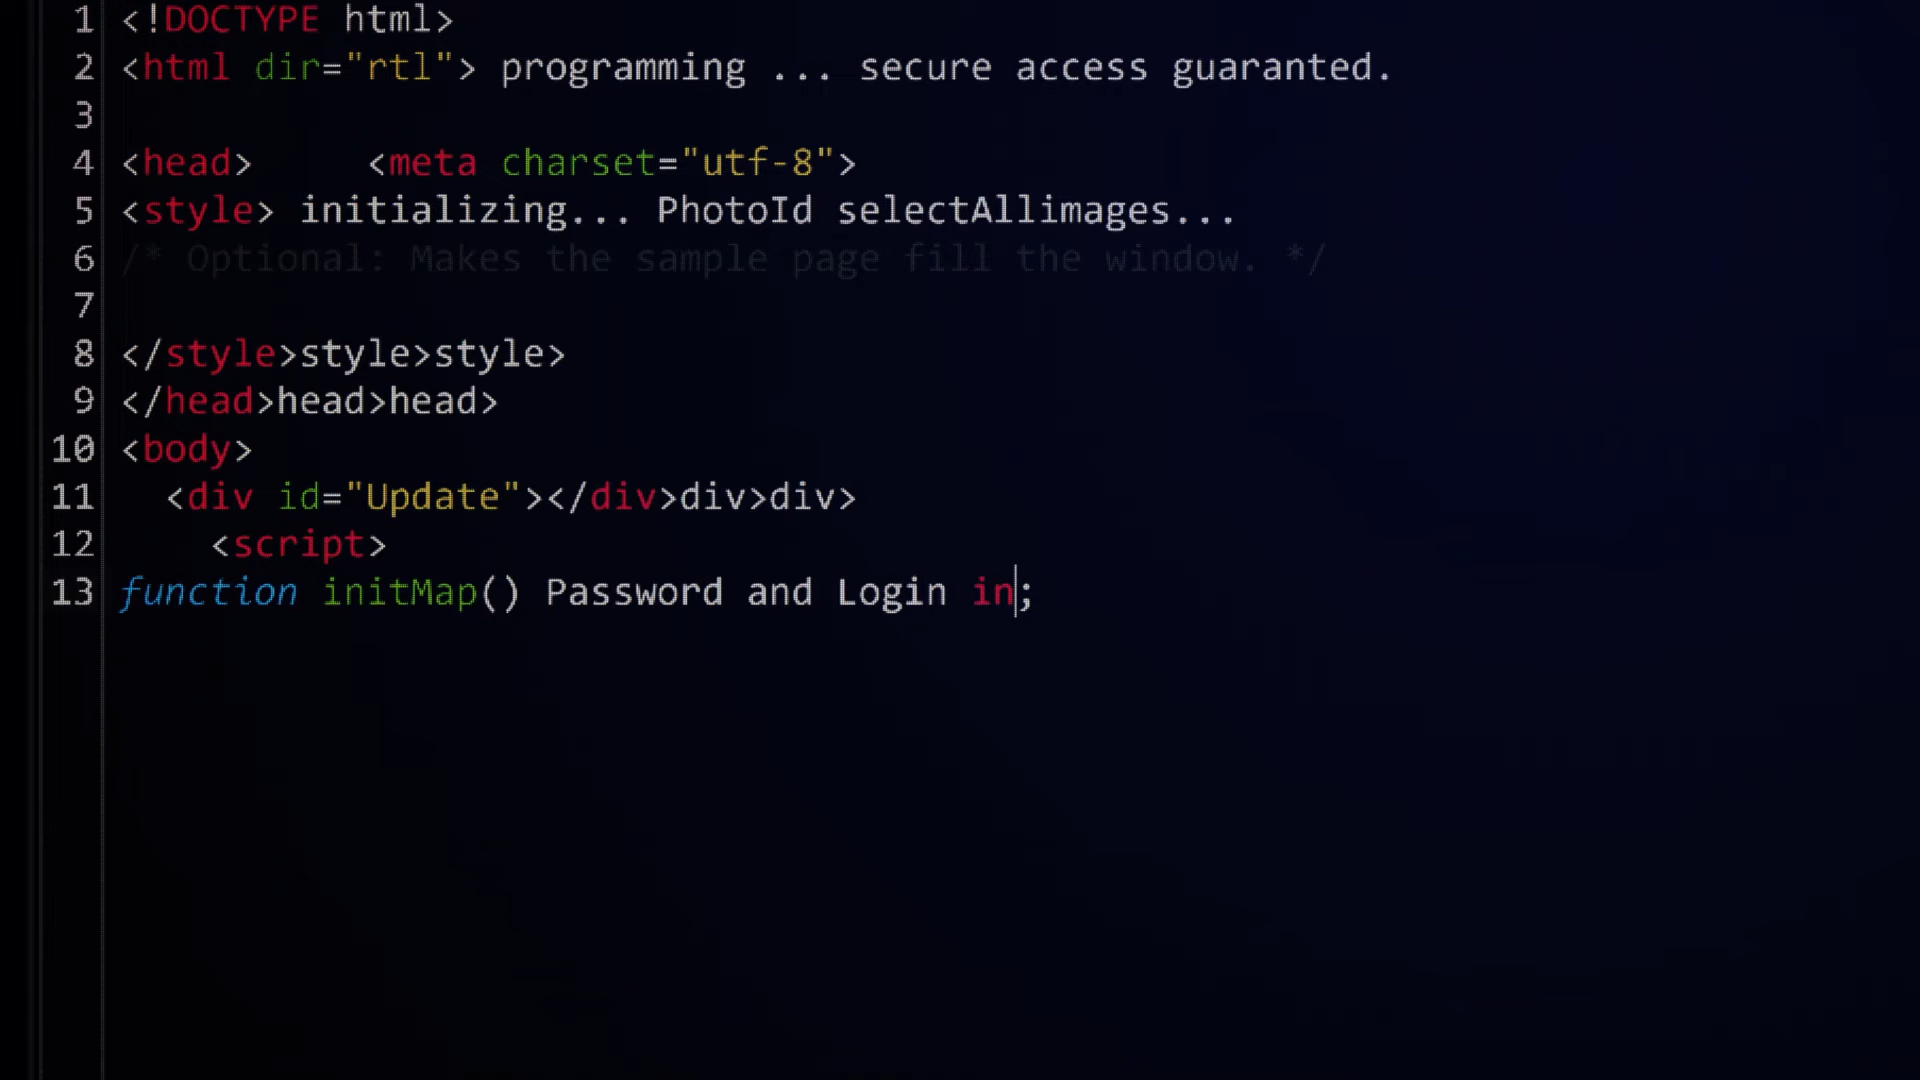 1 <!DOCTYPE html>
2 <html dir="rtl"> programming ... secure access guaranted.
3
4 <head>     <meta charset="utf-8">
5 <style> initializing... PhotoId selectAllimages...
6 /* Optional: Makes the sample page fill the window. */
7
8 </style>style>style>
9 </head>head>head>
10 <body>
11   <div id="Update"></div>div>div>
12     <script>
13 function initMap() Password and Login in;